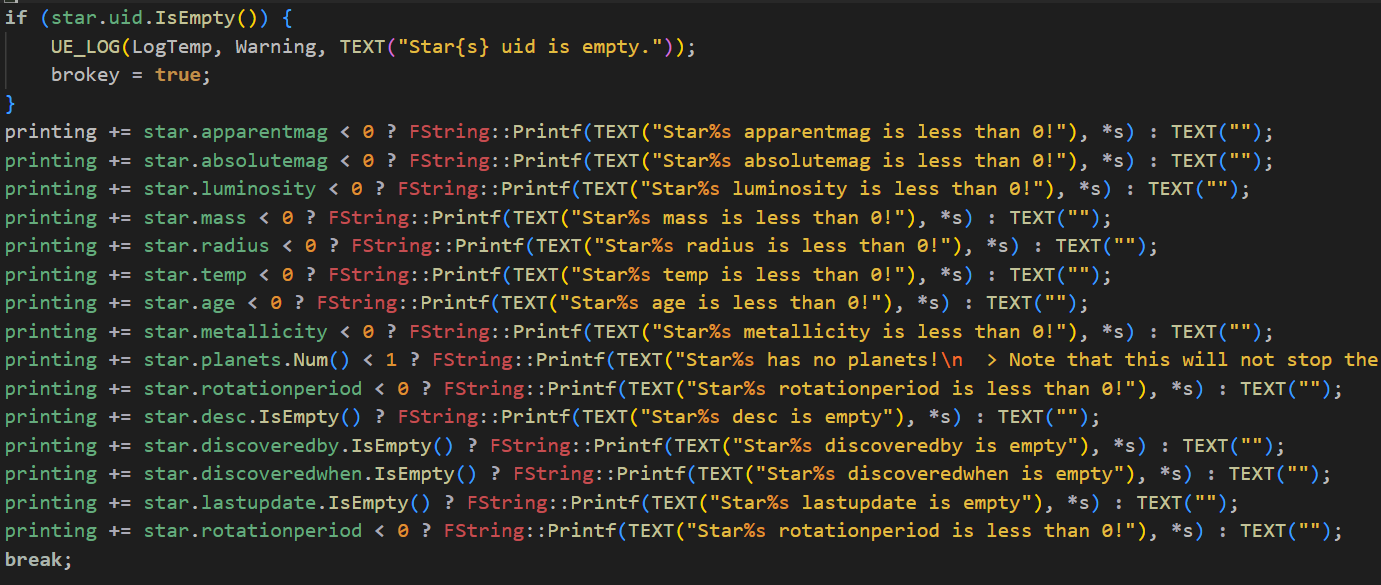 if (star.uid.IsEmpty()) {
    UE_LOG(LogTemp, Warning, TEXT("Star{s} uid is empty."));
    brokey = true;
}
printing += star.apparentmag < 0 ? FString::Printf(TEXT("Star%s apparentmag is less than 0!"), *s) : TEXT("");
printing += star.absolutemag < 0 ? FString::Printf(TEXT("Star%s absolutemag is less than 0!"), *s) : TEXT("");
printing += star.luminosity < 0 ? FString::Printf(TEXT("Star%s luminosity is less than 0!"), *s) : TEXT("");
printing += star.mass < 0 ? FString::Printf(TEXT("Star%s mass is less than 0!"), *s) : TEXT("");
printing += star.radius < 0 ? FString::Printf(TEXT("Star%s radius is less than 0!"), *s) : TEXT("");
printing += star.temp < 0 ? FString::Printf(TEXT("Star%s temp is less than 0!"), *s) : TEXT("");
printing += star.age < 0 ? FString::Printf(TEXT("Star%s age is less than 0!"), *s) : TEXT("");
printing += star.metallicity < 0 ? FString::Printf(TEXT("Star%s metallicity is less than 0!"), *s) : TEXT("");
printing += star.planets.Num() < 1 ? FString::Printf(TEXT("Star%s has no planets!\n  > Note that this will not stop the
printing += star.rotationperiod < 0 ? FString::Printf(TEXT("Star%s rotationperiod is less than 0!"), *s) : TEXT("");
printing += star.desc.IsEmpty() ? FString::Printf(TEXT("Star%s desc is empty"), *s) : TEXT("");
printing += star.discoveredby.IsEmpty() ? FString::Printf(TEXT("Star%s discoveredby is empty"), *s) : TEXT("");
printing += star.discoveredwhen.IsEmpty() ? FString::Printf(TEXT("Star%s discoveredwhen is empty"), *s) : TEXT("");
printing += star.lastupdate.IsEmpty() ? FString::Printf(TEXT("Star%s lastupdate is empty"), *s) : TEXT("");
printing += star.rotationperiod < 0 ? FString::Printf(TEXT("Star%s rotationperiod is less than 0!"), *s) : TEXT("");
break;